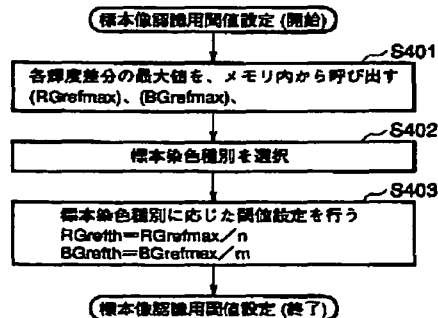 標本像認識用閾値設定 (開始)
S401
各輝度差分の最大値を、メモリ内から呼び出す
(RGrefmax)、(BGrefmax)、
S402
標本染色種別を選択
S403
標本染色種別に応じた閾値設定を行う
RGrefth=RGrefmax/n
BGrefth=BGrefmax/m
標本像認識用閾値設定 (終了)